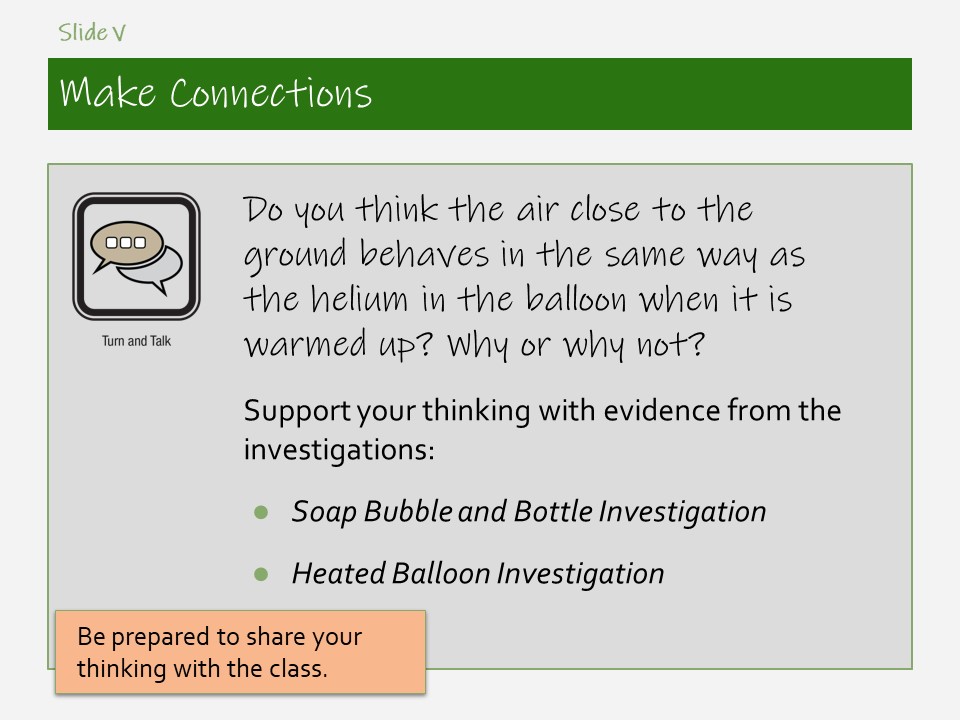 Slide V
Make Connections
Turn and Talk
Do you think the air close to the
ground behaves in the same way as
the helium in the balloon when it is
warmed up? Why or why not?
Support your thinking with evidence from the
investigations:
● Soap Bubble and Bottle Investigation
● Heated Balloon Investigation
Be prepared to share your
thinking with the class.